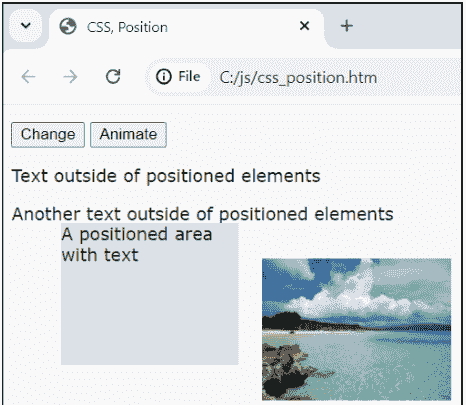 CSS, Position
File C:/js/css_position.htm
Change Animate
Text outside of positioned elements
Another text outside of positioned elements
A positioned area
with text